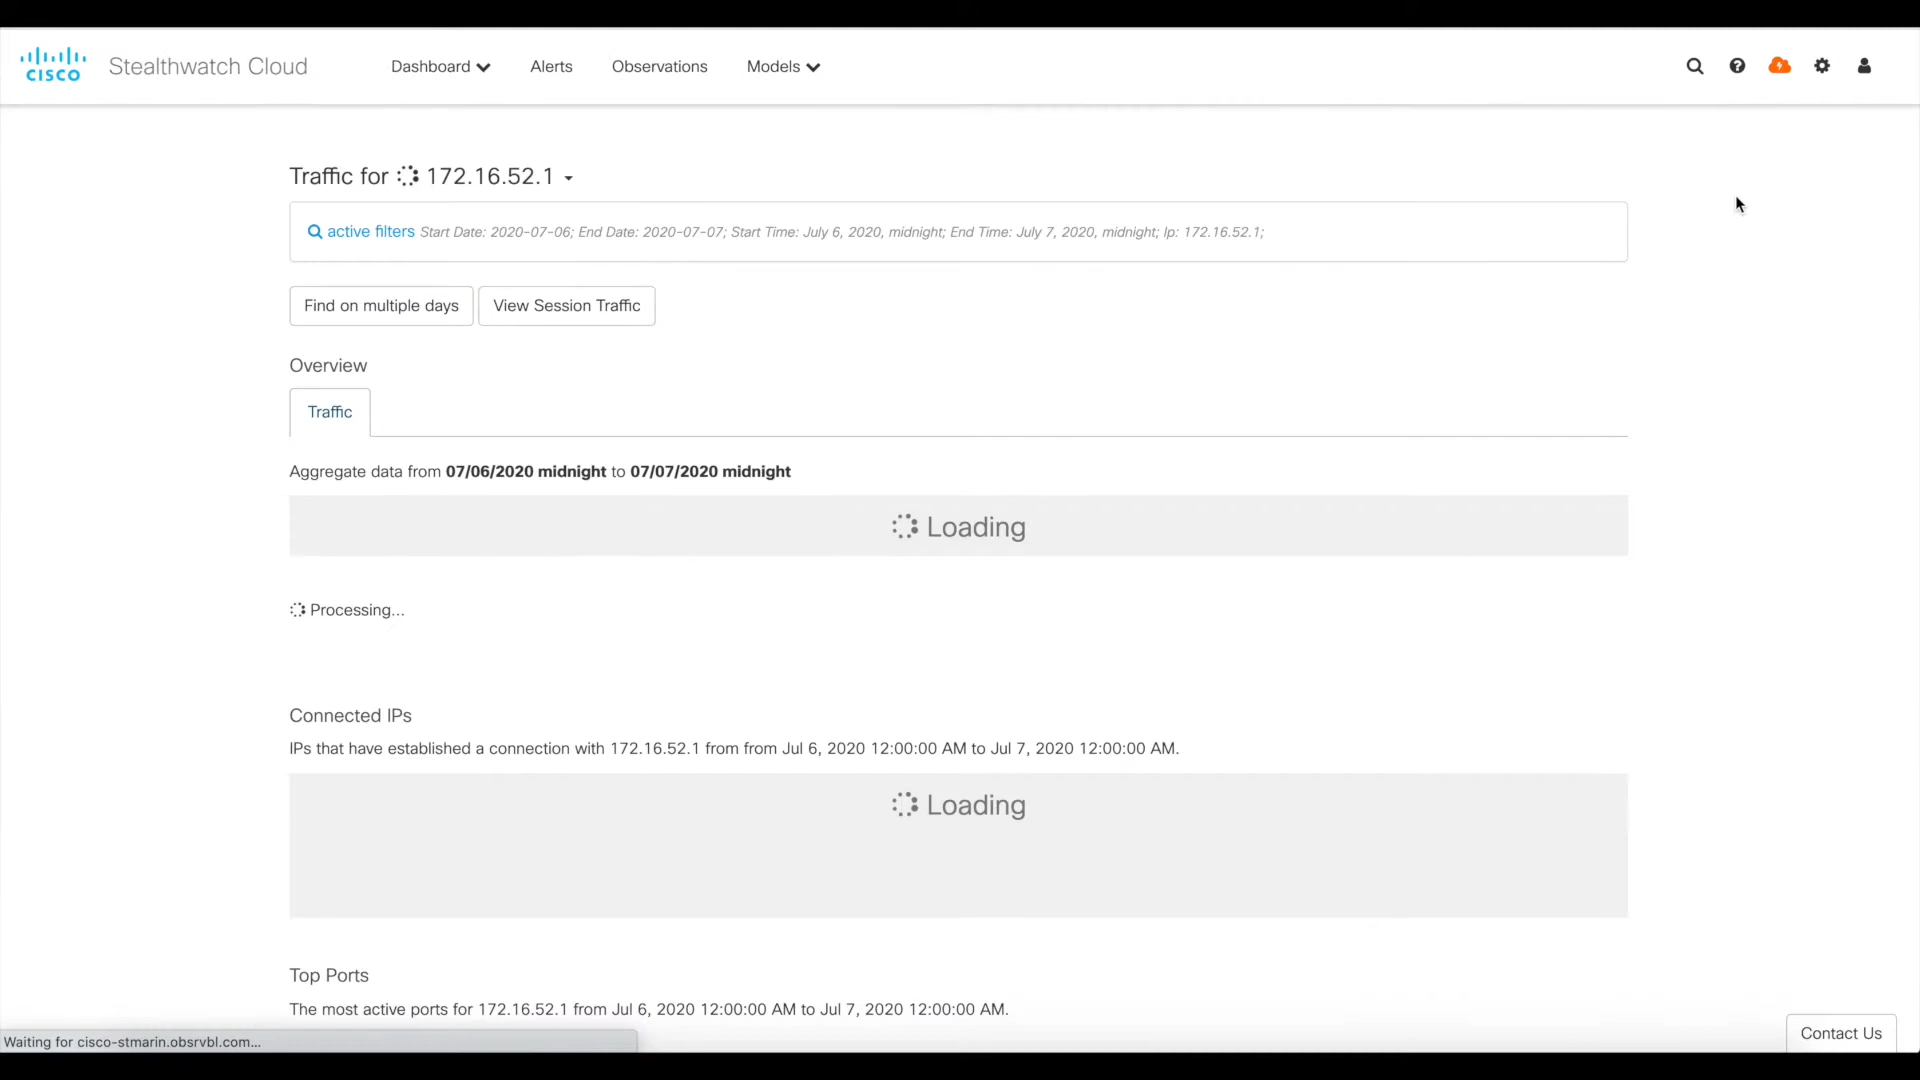 CISCO Stealthwatch Cloud Dashboard Alerts Observations Models
Traffic for 172.16.52.1
active filters Start Date: 2020-07-06; End Date: 2020-07-07; Start Time: July 6, 2020, midnight; End Time: July 7, 2020, midnight; Ip: 172.16.52.1;
Find on multiple days View Session Traffic
Overview
Traffic
Aggregate data from 07/06/2020 midnight to 07/07/2020 midnight
Loading
Processing...
Connected IPs
IPs that have established a connection with 172.16.52.1 from from Jul 6, 2020 12:00:00 AM to Jul 7, 2020 12:00:00 AM.
Loading
Top Ports
The most active ports for 172.16.52.1 from Jul 6, 2020 12:00:00 AM to Jul 7, 2020 12:00:00 AM.
Waiting for cisco-stmarin.obsrvbl.com...
Contact Us